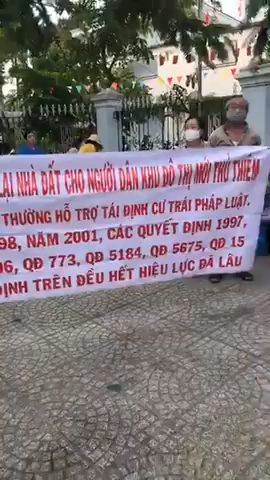 LẠI NHÀ ĐẤT CHO NGƯỜI DÂN KHU ĐÔ THỊ MỚI THỦ THIÊM
THƯỜNG HỖ TRỢ TÁI ĐỊNH CƯ TRÁI PHÁP LUẬT.
98, NĂM 2001, CÁC QUYẾT ĐỊNH 1997,
06, QĐ 773, QĐ 5184, QĐ 5675, QĐ 15
ĐỊNH TRÊN ĐỀU HẾT HIỆU LỰC ĐÃ LÂU